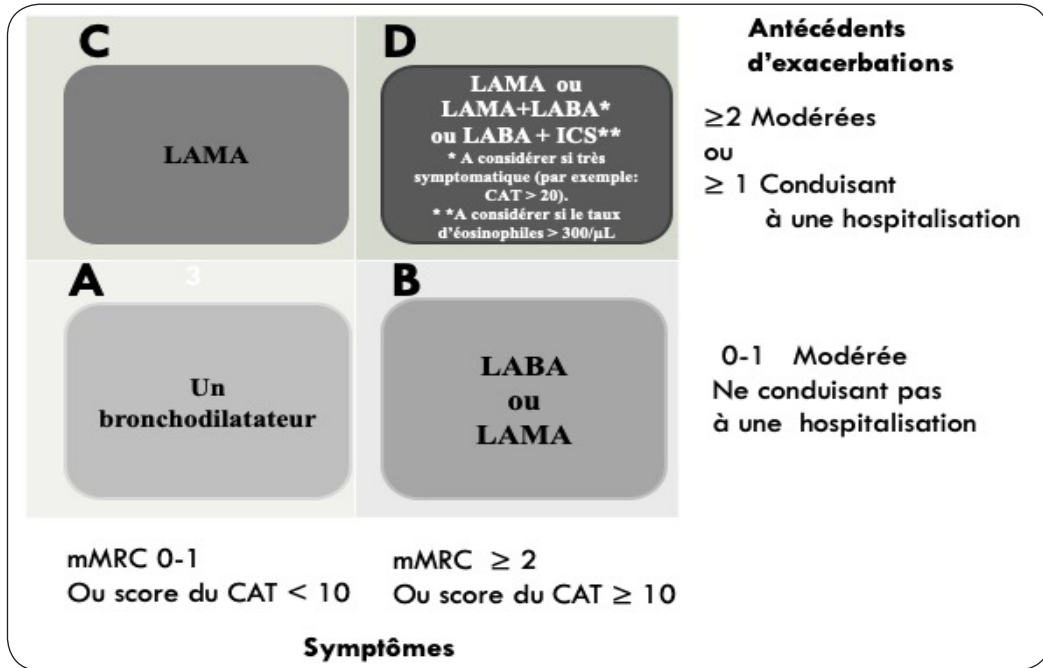 C
LAMA
D
LAMA ou
LAMA+LABA*
ou LABA + ICS**
* A considérer si très
symptomatique (par exemple:
CAT > 20).
* *A considérer si le taux
d'éosinophiles > 300/µL
Antécédents
d'exacerbations
≥2 Modérées
ou
≥ 1 Conduisant
à une hospitalisation
A
3
Un
bronchodilatateur
B
LABA
ou
LAMA
0-1 Modérée
Ne conduisant pas
à une hospitalisation
mMRC 0-1
Ou score du CAT < 10
mMRC ≥ 2
Ou score du CAT ≥ 10
Symptômes